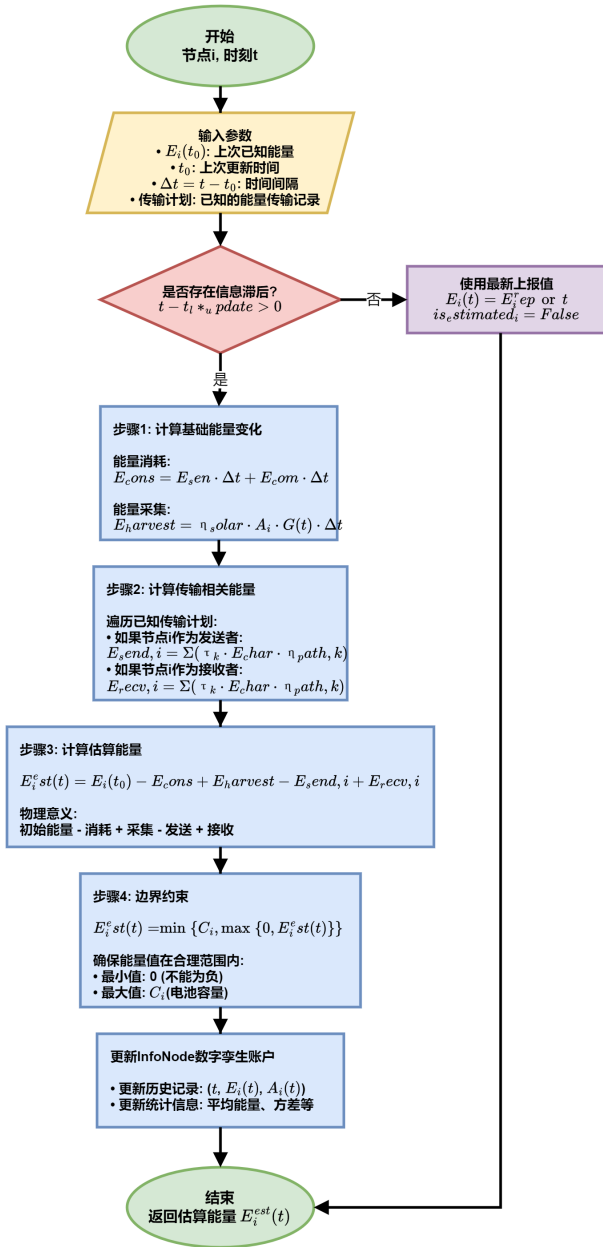 开始
节点i, 时刻t
输入参数
• $E_i(t_0)$: 上次已知能量
• $t_0$: 上次更新时间
• $\Delta t = t - t_0$: 时间间隔
• 传输计划: 已知的能量传输记录
是否存在信息滞后?
$t - t_l *_u pdate > 0$
否
使用最新上报值
$E_i(t) = E_i^r ep$ or $t$
$is_e stimated_i = False$
是
步骤1: 计算基础能量变化
能量消耗:
$E_c ons = E_s en \cdot \Delta t + E_c om \cdot \Delta t$
能量采集:
$E_h arvest = η_s olar \cdot A_i \cdot G(t) \cdot \Delta t$
步骤2: 计算传输相关能量
遍历已知传输计划:
• 如果节点i作为发送者:
$E_s end, i = \Sigma(τ_k \cdot E_c har \cdot η_p ath, k)$
• 如果节点i作为接收者:
$E_r ecv, i = \Sigma(τ_k \cdot E_c har \cdot η_p ath, k)$
步骤3: 计算估算能量
$E_i^e st(t) = E_i(t_0) - E_c ons + E_h arvest - E_s end, i + E_r ecv, i$
物理意义:
初始能量 - 消耗 + 采集 - 发送 + 接收
步骤4: 边界约束
$E_i^e st(t) = \min\{C_i, \max\{0, E_i^e st(t)\}\}$
确保能量值在合理范围内:
• 最小值: 0 (不能为负)
• 最大值: $C_i$(电池容量)
更新InfoNode数字孪生账户
• 更新历史记录: ($t$, $E_i(t)$, $A_i(t)$)
• 更新统计信息: 平均能量、方差等
结束
返回估算能量 $E_i^{est}(t)$